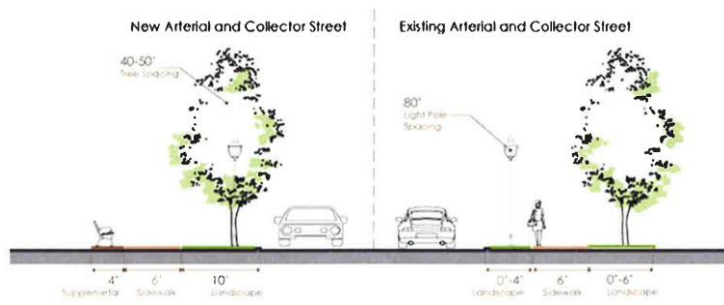 New Arterial and Collector Street
Existing Arterial and Collector Street
40-50'
Tree Spacing
80'
Light Pole
Spacing
4' 6' 10'
Supplemental Sidewalk Landscape
0'-4' 6' 0'-6'
Landscape Sidewalk Landscape